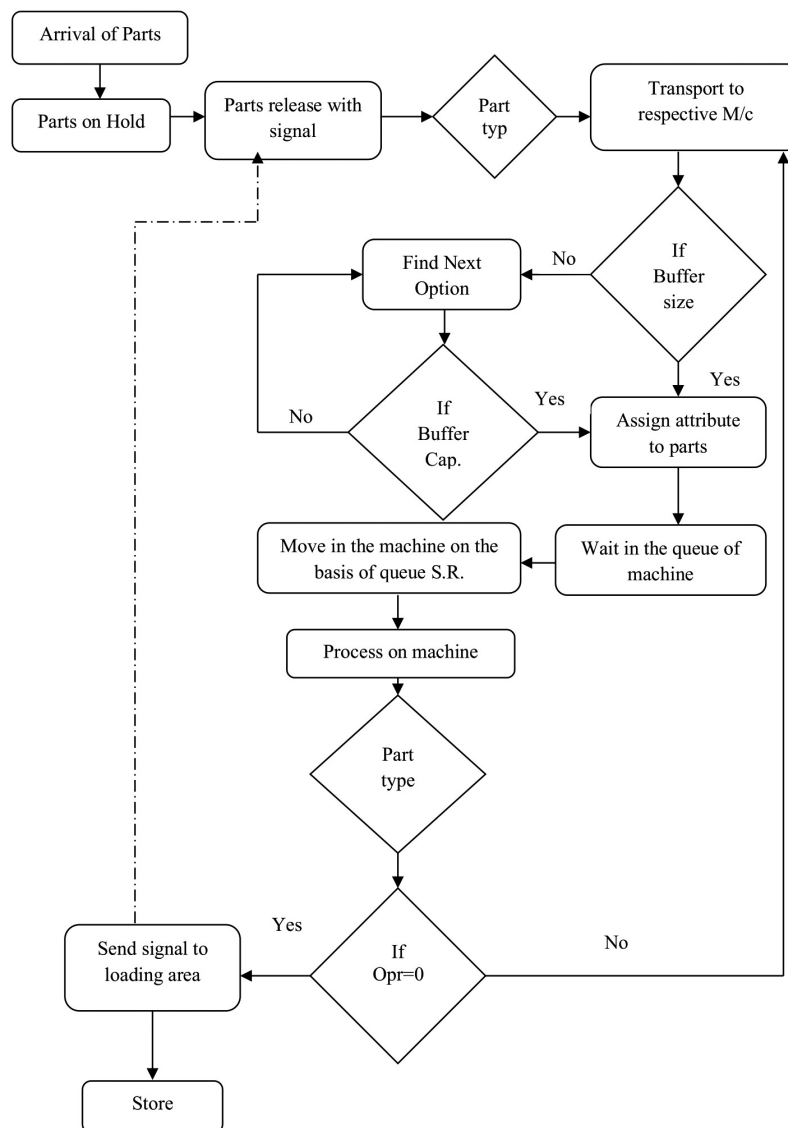 Arrival of Parts
Parts on Hold
Parts release with
signal
Part
typ
Transport to
respective M/c
If
Buffer
size
No
Find Next
Option
Yes
If
Buffer
Cap.
No
Yes
Assign attribute
to parts
Wait in the queue of
machine
Move in the machine on the
basis of queue S.R.
Process on machine
Part
type
If
Opr=0
Yes
No
Send signal to
loading area
Store